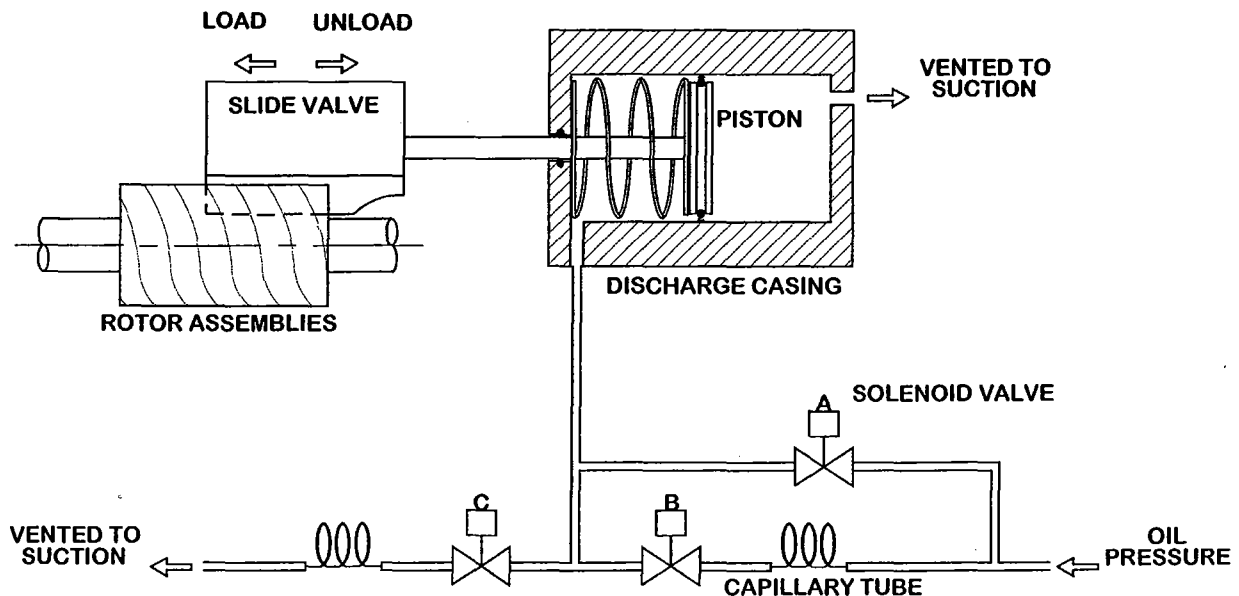 LOAD UNLOAD
SLIDE VALVE
PISTON
VENTED TO
SUCTION
ROTOR ASSEMBLIES
DISCHARGE CASING
A
SOLENOID VALVE
C
B
VENTED TO
SUCTION
CAPILLARY TUBE
OIL
PRESSURE